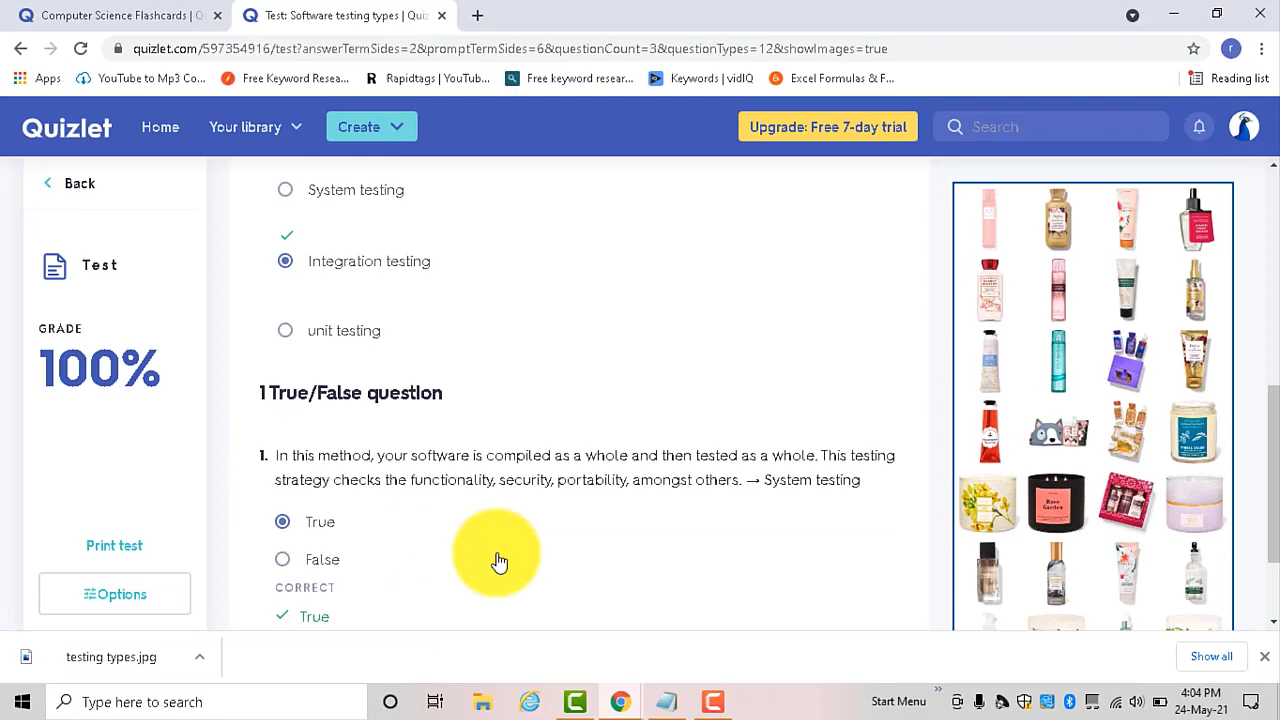 Computer Science Flashcards | Q
Test: Software testing types | Quiz
quizlet.com/597354916/test?answerTermSides=2&promptTermSides=6&questionCount=3&questionTypes=12&showImages=true
r
Apps
YouTube to Mp3 Co...
Free Keyword Resea...
Rapidtags | YouTub...
Free keyword resear...
Keywords | vidIQ
Excel Formulas & F...
Reading list
Quizlet
Home
Your library
Create
Upgrade: Free 7-day trial
Search
Back
Test
GRADE
100%
Print test
Options
System testing
Integration testing
unit testing
1 True/False question
1. In this method, your software is compiled as a whole and then tested as a whole. This testing
strategy checks the functionality, security, portability, amongst others. → System testing
True
False
CORRECT
True
testing types.jpg
Show all
Type here to search
Start Menu
4:04 PM
24-May-21